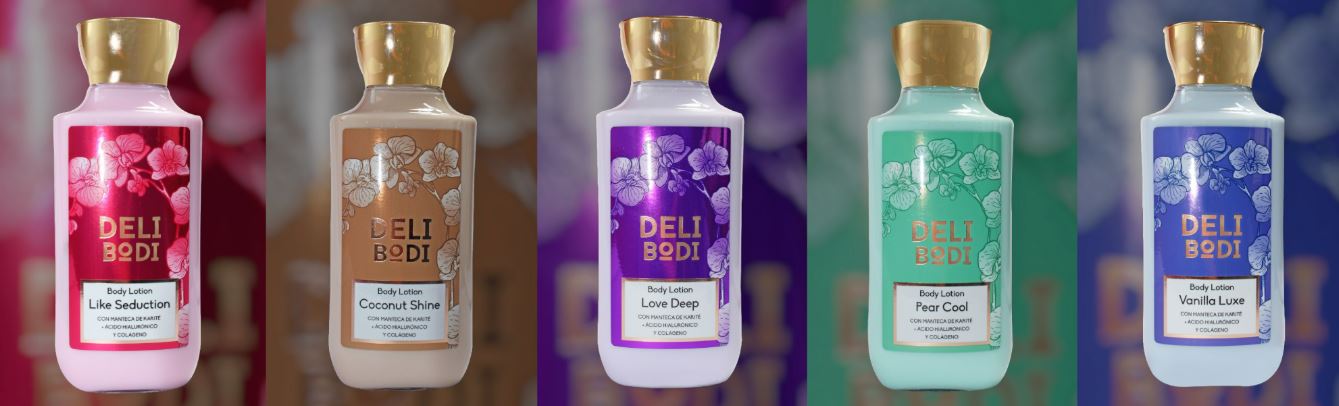 DELI
BODI
Body Lotion
Like Seduction
CON MANTECA DE KARITÉ
+ ÁCIDO HIALURÓNICO
Y COLÁGENO
DELI
BODI
Body Lotion
Coconut Shine
CON MANTECA DE KARITÉ
+ ÁCIDO HIALURÓNICO
Y COLÁGENO
DELI
BODI
Body Lotion
Love Deep
CON MANTECA DE KARITÉ
+ ÁCIDO HIALURÓNICO
Y COLÁGENO
DELI
BODI
Body Lotion
Pear Cool
CON MANTECA DE KARITÉ
+ ÁCIDO HIALURÓNICO
Y COLÁGENO
DELI
BODI
Body Lotion
Vanilla Luxe
CON MANTECA DE KARITÉ
+ ÁCIDO HIALURÓNICO
Y COLÁGENO